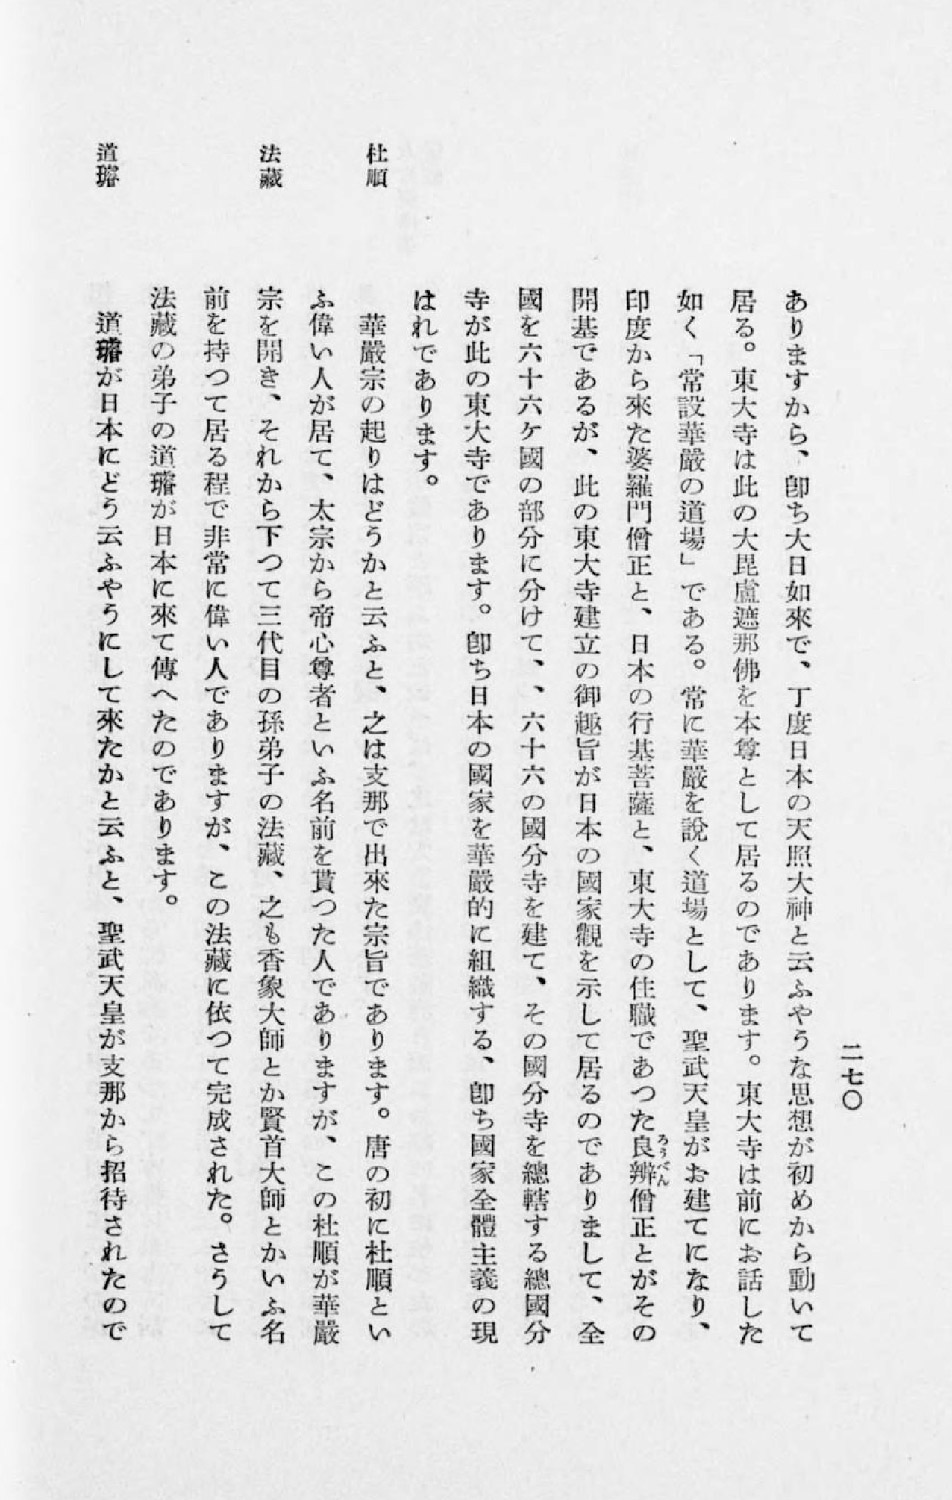 二七〇
ありますから、卽ち大日如來で、丁度日本の天照大神と云ふやうな思想が初めから動いて
居る。東大寺は此の大毘盧遮那佛を本尊として居るのであります。東大寺は前にお話した
如く「常設華嚴の道場」である。常に華嚴を說く道場として、聖武天皇がお建てになり、
印度から來た婆羅門僧正と、日本の行基菩薩と、東大寺の住職であつた良辨僧正とがその
ろうべん
開基であるが、此の東大寺建立の御趣旨が日本の國家觀を示して居るのでありまして、全
國を六十六ケ國の部分に分けて、、六十六の國分寺を建て、その國分寺を總轄する總國分
寺が此の東大寺であります。卽ち日本の國家を華嚴的に組織する、卽ち國家全體主義の現
はれであります。
杜順
華嚴宗の起りはどうかと云ふと、之は支那で出來た宗旨であります。唐の初に杜順とい
ふ偉い人が居て、太宗から帝心尊者といふ名前を貰つた人でありますが、この杜順が華嚴
法藏
宗を開き、それから下つて三代目の孫弟子の法藏、之も香象大師とか賢首大師とかいふ名
前を持つて居る程で非常に偉い人でありますが、この法藏に依つて完成された。さうして
法藏の弟子の道璿が日本に來て傳へたのであります。
道璿
道璿が日本にどう云ふやうにして來たかと云ふと、聖武天皇が支那から招待されたので